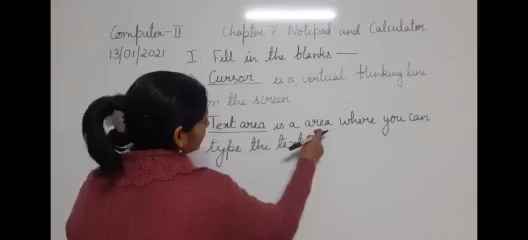 Computer-II Chapter 7 Notepad and Calculator
13/01/2021 I. Fill in the blanks —
Cursor is a vertical blinking line
on the screen
Text area is a area where you can
type the text